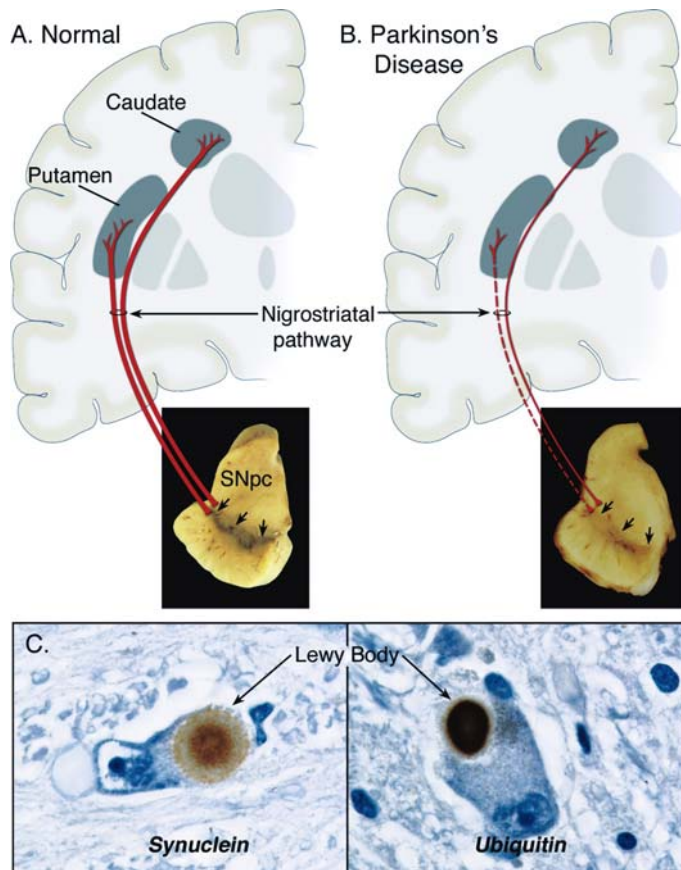 A. Normal
B. Parkinson's
Disease
Caudate
Putamen
Nigrostriatal
pathway
SNpc
C.
Lewy Body
Synuclein
Ubiquitin